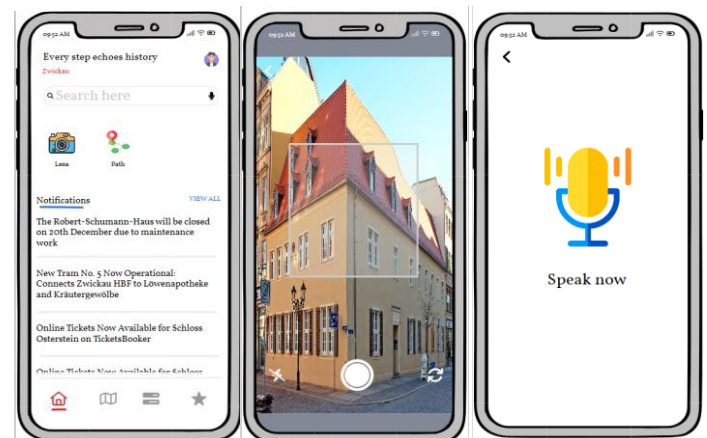 09:52 AM
Every step echoes history
Zwickau
Search here
Lens
Path
Notifications
VIEW ALL
The Robert-Schumann-Haus will be closed
on 20th December due to maintenance
work
New Tram No. 5 Now Operational:
Connects Zwickau HBF to Löwenapotheke
and Kräutergewölbe
Online Tickets Now Available for Schloss
Osterstein on TicketsBooker
Online Tickets Now Available for Schloss
09:52 AM
09:52 AM
Speak now